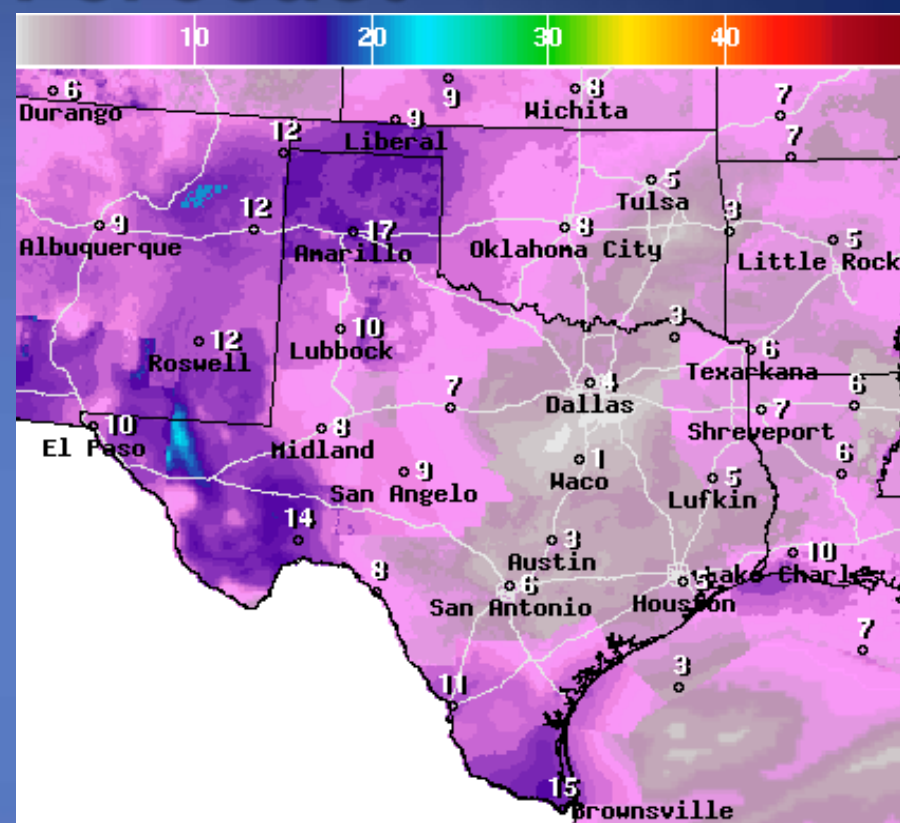 10 20 30 40
6
Durango
9
8
Wichita
7
9
Liberal
12
7
5
Tulsa
9
Albuquerque
12
17
Amarillo
8
Oklahoma City
3
5
Little Rock
12
Roswell
10
Lubbock
3
6
Texarkana
7
4
Dallas
7
Shreveport
6
10
El Paso
8
Midland
9
San Angelo
1
Waco
5
Lufkin
6
14
3
Austin
10
Lake Charles
8
6
San Antonio
5
Houston
7
11
3
15
Brownsville